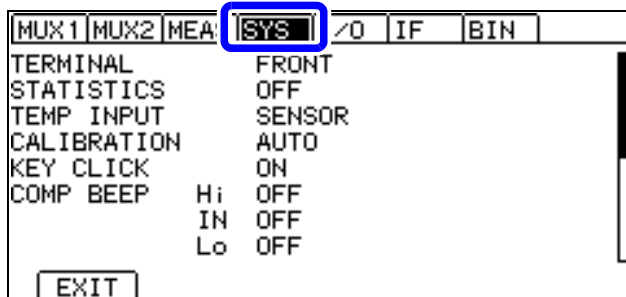 MUX1 MUX2 MEA SYS /O IF BIN
TERMINAL FRONT
STATISTICS OFF
TEMP INPUT SENSOR
CALIBRATION AUTO
KEY CLICK ON
COMP BEEP Hi OFF
IN OFF
Lo OFF
EXIT